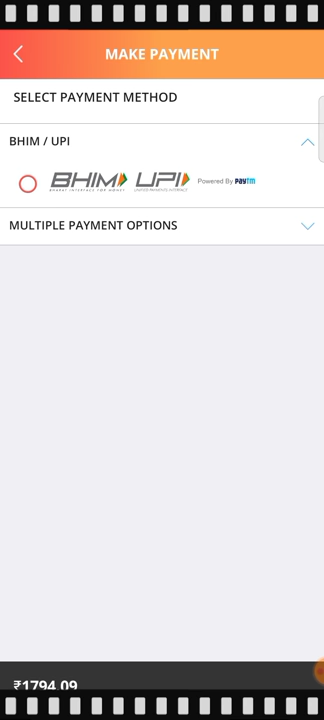 MAKE PAYMENT
SELECT PAYMENT METHOD
BHIM / UPI
BHIM UPI Powered By paytm
BHARAT INTERFACE FOR MONEY UNIFIED PAYMENTS INTERFACE
MULTIPLE PAYMENT OPTIONS
₹1794.09